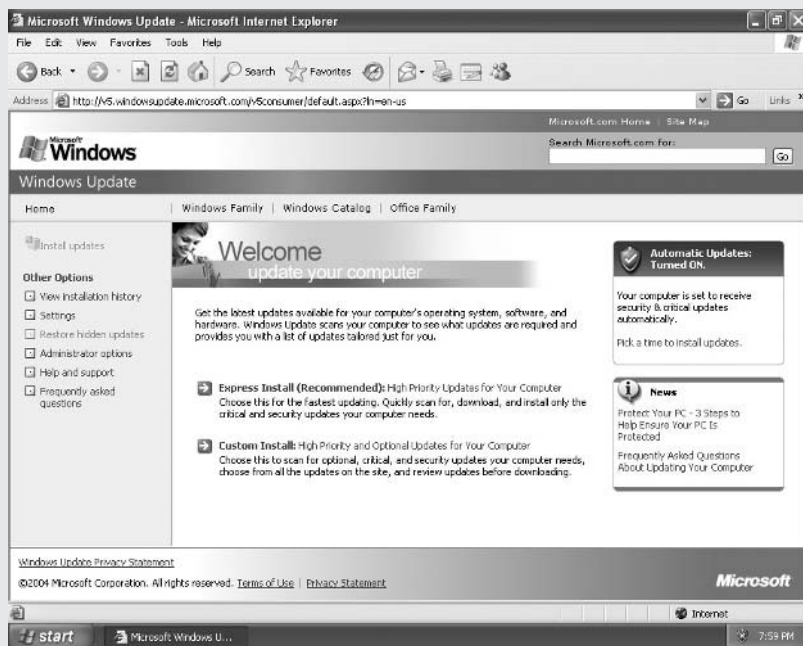 Microsoft Windows Update - Microsoft Internet Explorer
File Edit View Favorites Tools Help
Back Search Favorites
Address http://v5.windowsupdate.microsoft.com/v5consumer/default.aspx?ln=en-us Go Links
Microsoft.com Home | Site Map
Microsoft
Windows
Search Microsoft.com for:
Go
Windows Update
Home | Windows Family | Windows Catalog | Office Family
Install updates
Other Options
View installation history
Settings
Restore hidden updates
Administrator options
Help and support
Frequently asked
questions
Welcome
update your computer
Get the latest updates available for your computer's operating system, software, and
hardware. Windows Update scans your computer to see what updates are required and
provides you with a list of updates tailored just for you.
Express Install (Recommended): High Priority Updates for Your Computer
Choose this for the fastest updating. Quickly scan for, download, and install only the
critical and security updates your computer needs.
Custom Install: High Priority and Optional Updates for Your Computer
Choose this to scan for optional, critical, and security updates your computer needs,
choose from all the updates on the site, and review updates before downloading.
Automatic Updates:
Turned ON.
Your computer is set to receive
security & critical updates
automatically.
Pick a time to install updates.
News
Protect Your PC - 3 Steps to
Help Ensure Your PC Is
Protected
Frequently Asked Questions
About Updating Your Computer
Windows Update Privacy Statement
©2004 Microsoft Corporation. All rights reserved. Terms of Use | Privacy Statement
Microsoft
Internet
start Microsoft Windows U... 7:59 PM